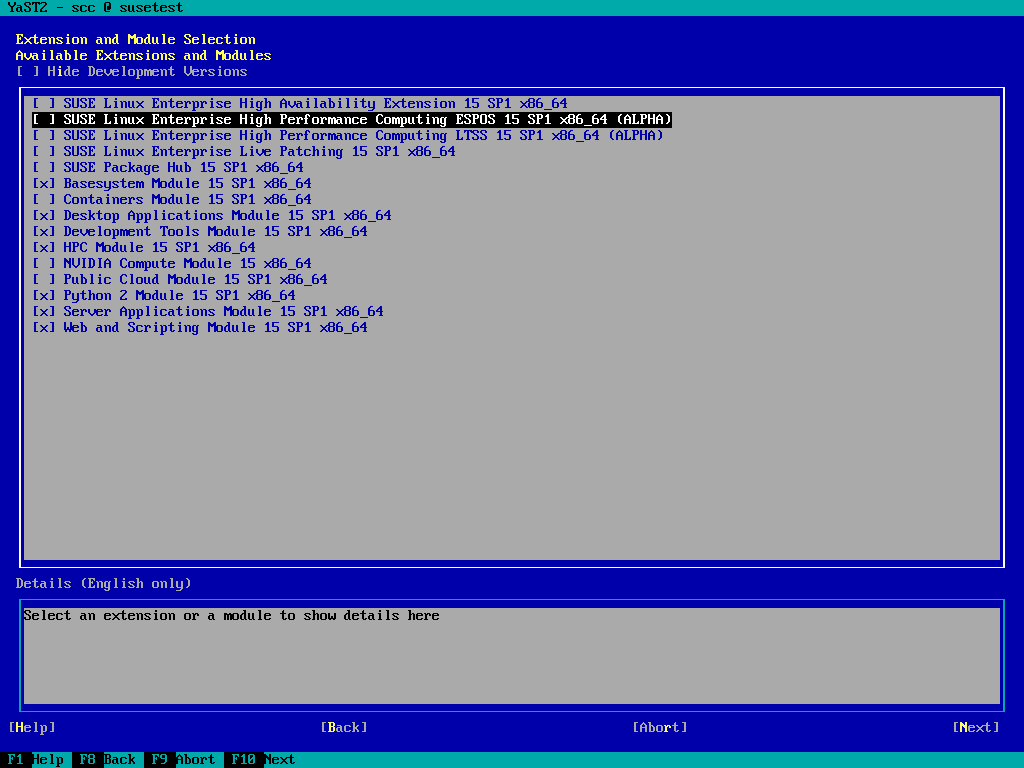 YaST2 - scc @ susetest
Extension and Module Selection
Available Extensions and Modules
[ ] Hide Development Versions
[ ] SUSE Linux Enterprise High Availability Extension 15 SP1 x86_64
[ ] SUSE Linux Enterprise High Performance Computing ESPOS 15 SP1 x86_64 (ALPHA)
[ ] SUSE Linux Enterprise High Performance Computing LTSS 15 SP1 x86_64 (ALPHA)
[ ] SUSE Linux Enterprise Live Patching 15 SP1 x86_64
[ ] SUSE Package Hub 15 SP1 x86_64
[x] Basesystem Module 15 SP1 x86_64
[ ] Containers Module 15 SP1 x86_64
[x] Desktop Applications Module 15 SP1 x86_64
[x] Development Tools Module 15 SP1 x86_64
[x] HPC Module 15 SP1 x86_64
[ ] NVIDIA Compute Module 15 x86_64
[ ] Public Cloud Module 15 SP1 x86_64
[x] Python 2 Module 15 SP1 x86_64
[x] Server Applications Module 15 SP1 x86_64
[x] Web and Scripting Module 15 SP1 x86_64
Details (English only)
Select an extension or a module to show details here
[Help] [Back] [Abort] [Next]
F1 Help F8 Back F9 Abort F10 Next